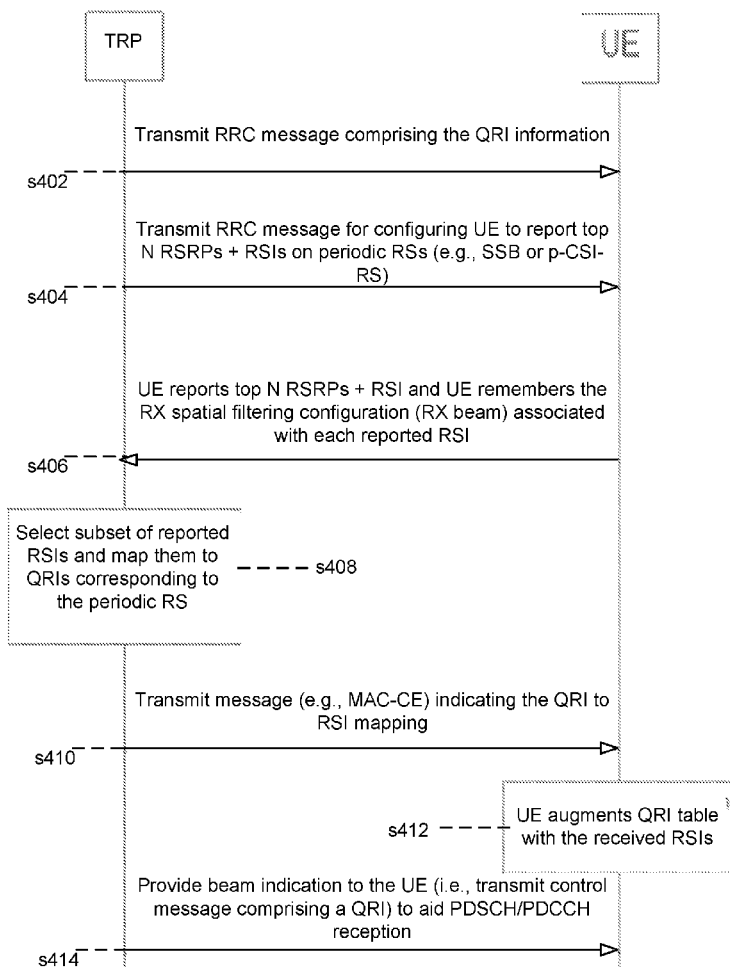 TRP
UE
Transmit RRC message comprising the QRI information
s402
Transmit RRC message for configuring UE to report top
N RSRPs + RSIs on periodic RSs (e.g., SSB or p-CSI-
RS)
s404
UE reports top N RSRPs + RSI and UE remembers the
RX spatial filtering configuration (RX beam) associated
with each reported RSI
s406
Select subset of reported
RSIs and map them to
QRIs corresponding to
the periodic RS
s408
Transmit message (e.g., MAC-CE) indicating the QRI to
RSI mapping
s410
UE augments QRI table
with the received RSIs
s412
Provide beam indication to the UE (i.e., transmit control
message comprising a QRI) to aid PDSCH/PDCCH
reception
s414